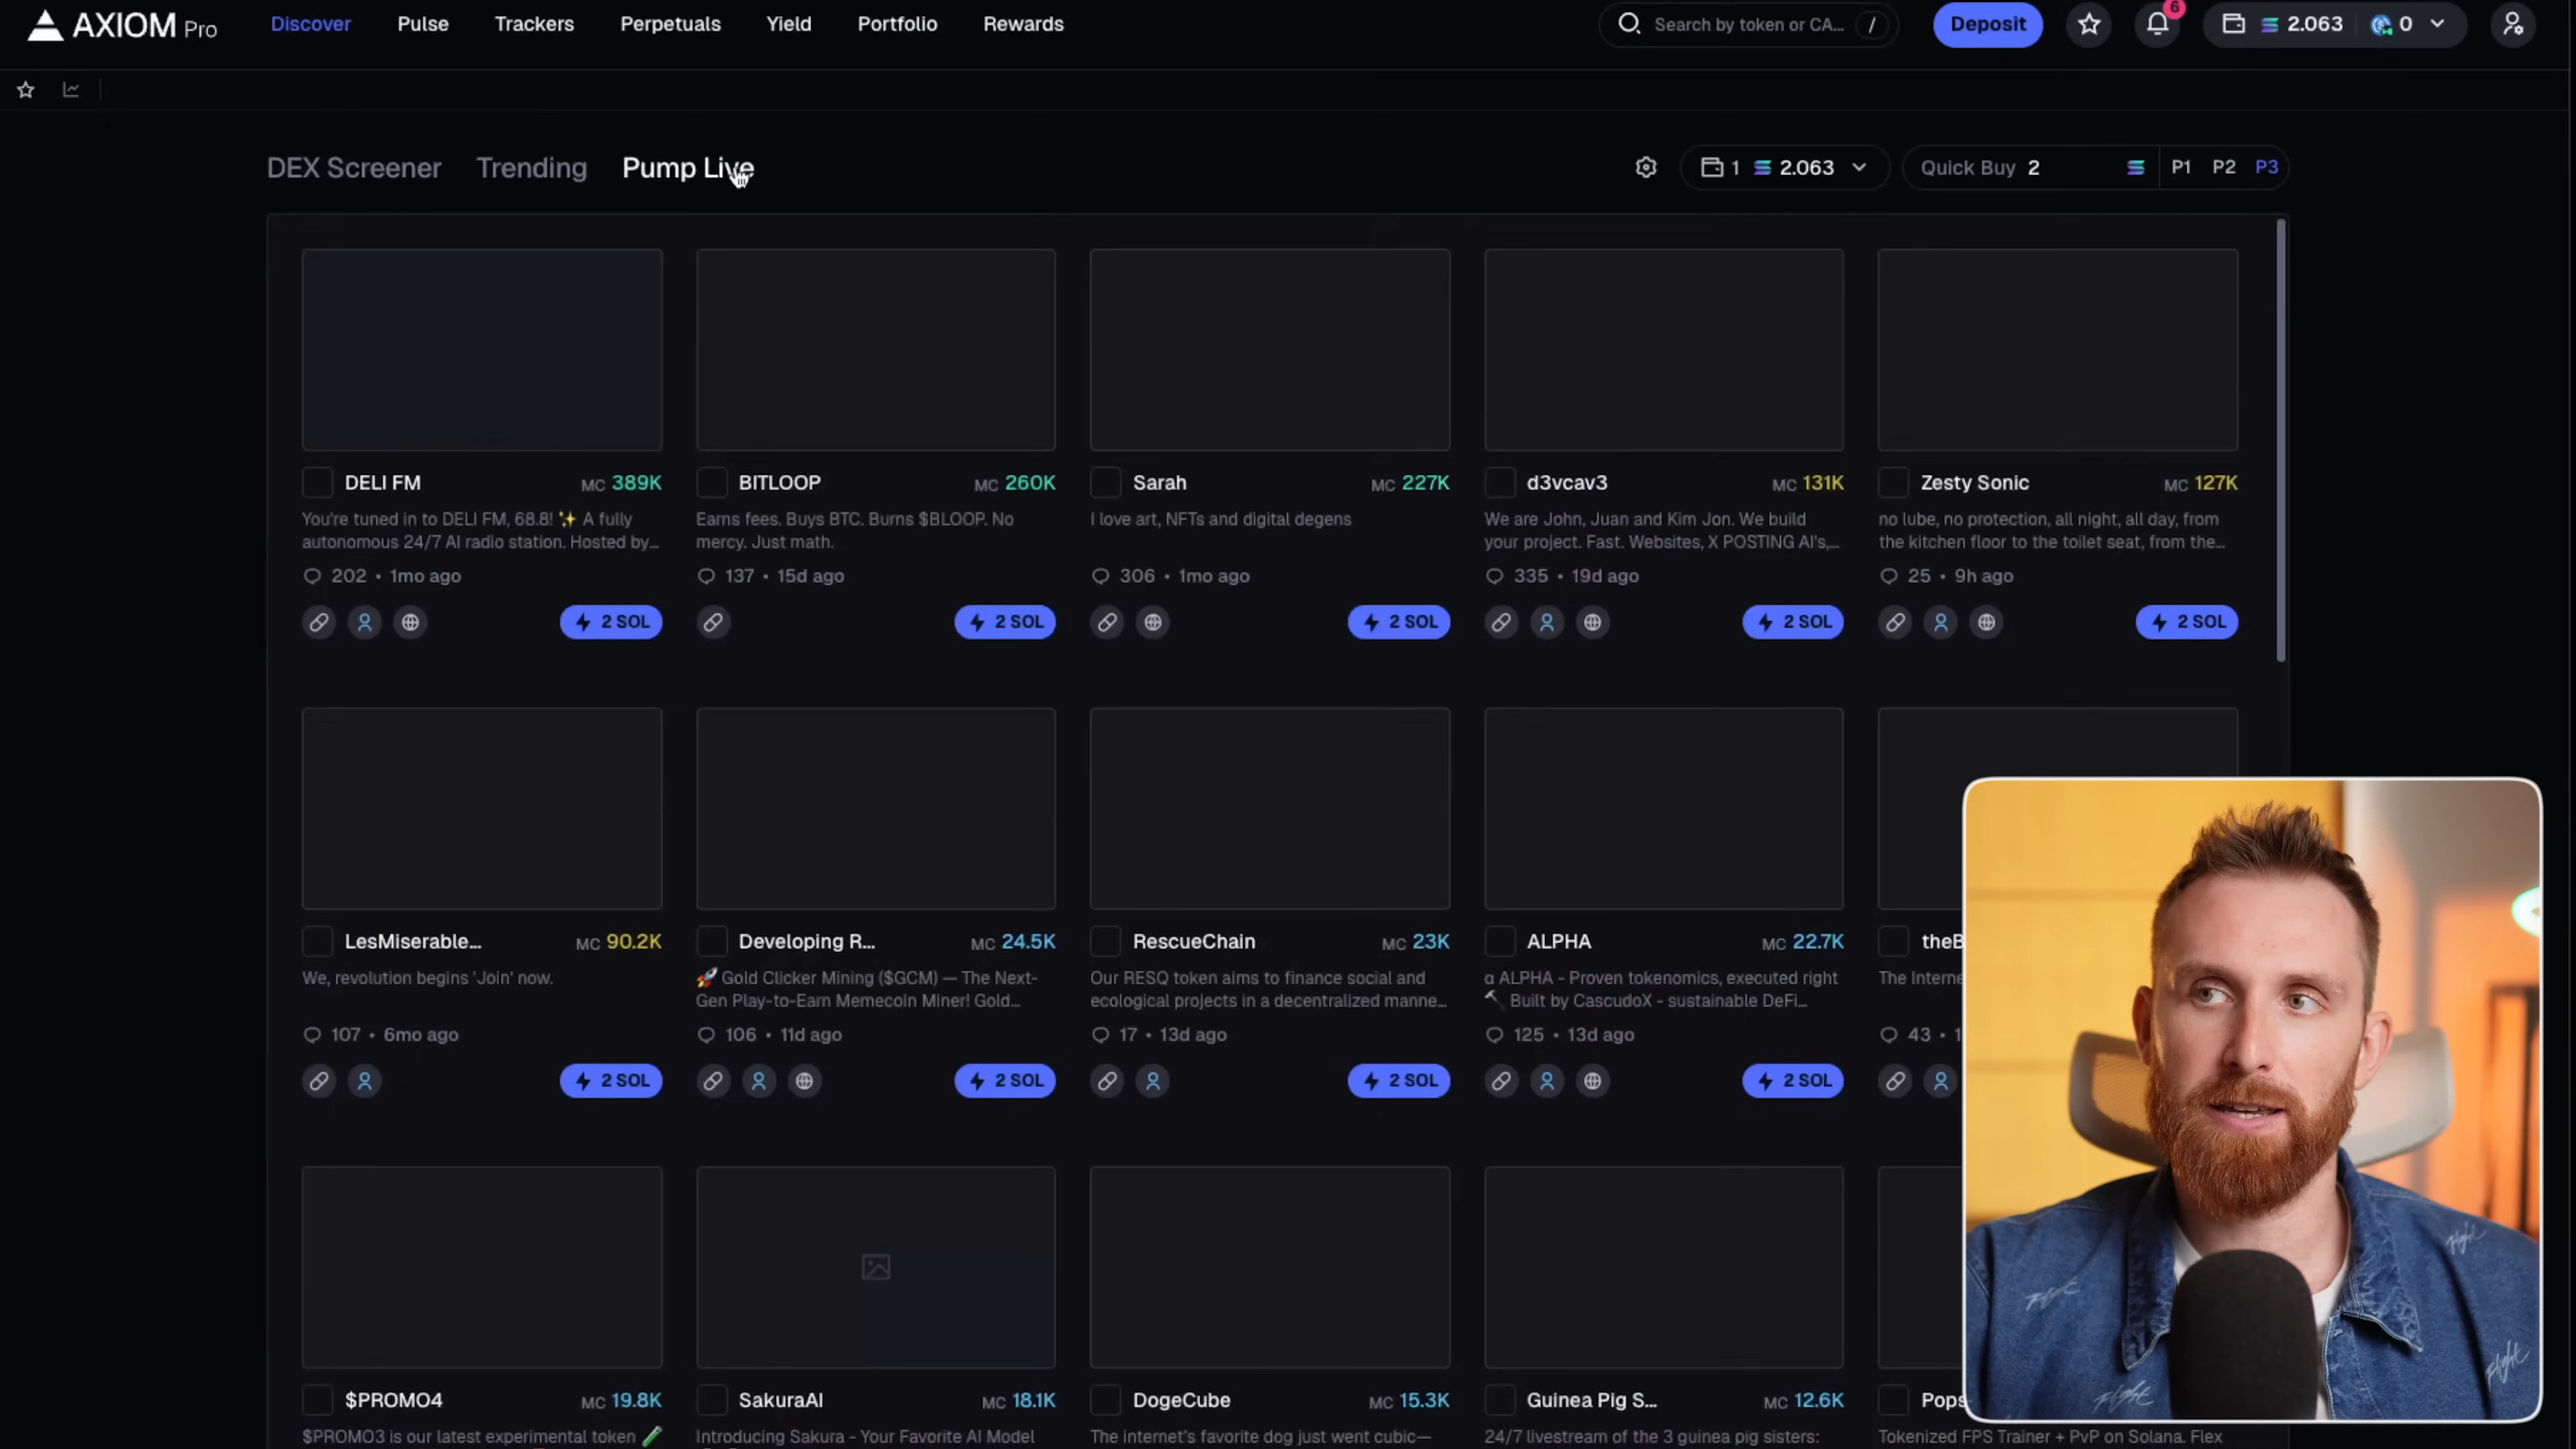 AXIOM Pro
Discover Pulse Trackers Perpetuals Yield Portfolio Rewards
Search by token or CA... /
Deposit
6
2.063 0
DEX Screener Trending Pump Live
1 2.063
Quick Buy 2 P1 P2 P3
DELI FM MC 389K
You're tuned in to DELI FM, 68.8! ✨ A fully
autonomous 24/7 AI radio station. Hosted by...
202 • 1mo ago
2 SOL
BITLOOP MC 260K
Earns fees. Buys BTC. Burns $BLOOP. No
mercy. Just math.
137 • 15d ago
2 SOL
Sarah MC 227K
I love art, NFTs and digital degens
306 • 1mo ago
2 SOL
d3vcav3 MC 131K
We are John, Juan and Kim Jon. We build
your project. Fast. Websites, X POSTING AI's,...
335 • 19d ago
2 SOL
Zesty Sonic MC 127K
no lube, no protection, all night, all day, from
the kitchen floor to the toilet seat, from the...
25 • 9h ago
2 SOL
LesMiserable... MC 90.2K
We, revolution begins 'Join' now.
107 • 6mo ago
2 SOL
Developing R... MC 24.5K
🚀 Gold Clicker Mining ($GCM) — The Next-
Gen Play-to-Earn Memecoin Miner! Gold...
106 • 11d ago
2 SOL
RescueChain MC 23K
Our RESQ token aims to finance social and
ecological projects in a decentralized manne...
17 • 13d ago
2 SOL
ALPHA MC 22.7K
α ALPHA - Proven tokenomics, executed right
🔨 Built by CascudoX - sustainable DeFi...
125 • 13d ago
2 SOL
theB
The Interne
43 • 1
$PROMO4 MC 19.8K
$PROMO3 is our latest experimental token 🧪
SakuraAI MC 18.1K
Introducing Sakura - Your Favorite AI Model
DogeCube MC 15.3K
The internet's favorite dog just went cubic—
Guinea Pig S... MC 12.6K
24/7 livestream of the 3 guinea pig sisters:
Pops
Tokenized FPS Trainer + PvP on Solana. Flex
Flight
Flight
Flight
Flight